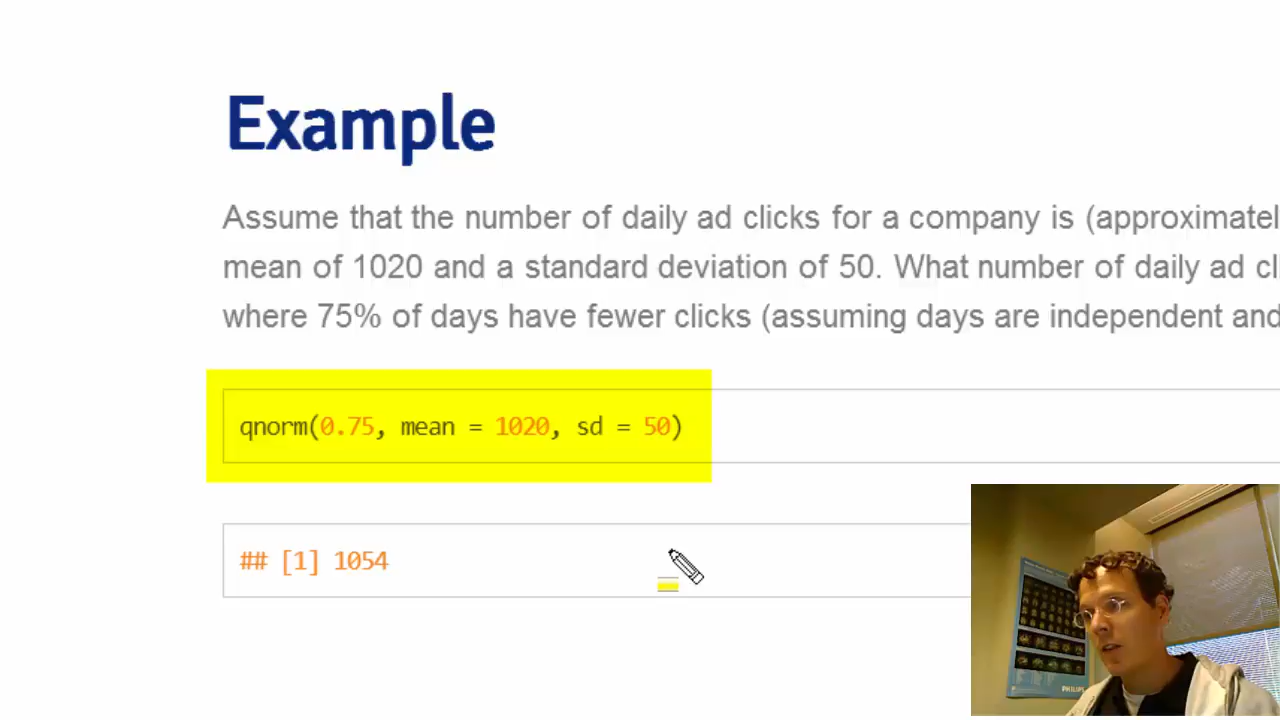 Example
Assume that the number of daily ad clicks for a company is (approximatel
mean of 1020 and a standard deviation of 50. What number of daily ad cl
where 75% of days have fewer clicks (assuming days are independent and
qnorm(0.75, mean = 1020, sd = 50)
## [1] 1054
PHILIPS